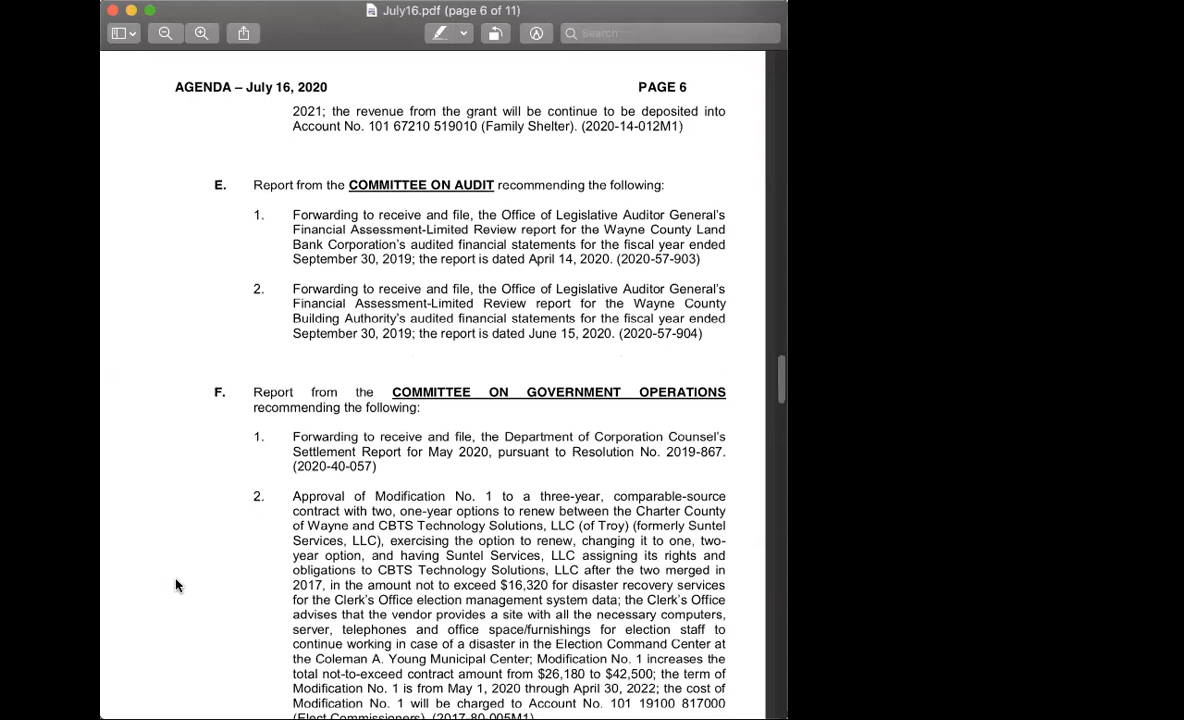 July16.pdf (page 6 of 11)
Search
AGENDA – July 16, 2020 PAGE 6
2021; the revenue from the grant will be continue to be deposited into
Account No. 101 67210 519010 (Family Shelter). (2020-14-012M1)
E. Report from the COMMITTEE ON AUDIT recommending the following:
1. Forwarding to receive and file, the Office of Legislative Auditor General's
Financial Assessment-Limited Review report for the Wayne County Land
Bank Corporation's audited financial statements for the fiscal year ended
September 30, 2019; the report is dated April 14, 2020. (2020-57-903)
2. Forwarding to receive and file, the Office of Legislative Auditor General's
Financial Assessment-Limited Review report for the Wayne County
Building Authority's audited financial statements for the fiscal year ended
September 30, 2019; the report is dated June 15, 2020. (2020-57-904)
F. Report from the COMMITTEE ON GOVERNMENT OPERATIONS
recommending the following:
1. Forwarding to receive and file, the Department of Corporation Counsel's
Settlement Report for May 2020, pursuant to Resolution No. 2019-867.
(2020-40-057)
2. Approval of Modification No. 1 to a three-year, comparable-source
contract with two, one-year options to renew between the Charter County
of Wayne and CBTS Technology Solutions, LLC (of Troy) (formerly Suntel
Services, LLC), exercising the option to renew, changing it to one, two-
year option, and having Suntel Services, LLC assigning its rights and
obligations to CBTS Technology Solutions, LLC after the two merged in
2017, in the amount not to exceed $16,320 for disaster recovery services
for the Clerk's Office election management system data; the Clerk's Office
advises that the vendor provides a site with all the necessary computers,
server, telephones and office space/furnishings for election staff to
continue working in case of a disaster in the Election Command Center at
the Coleman A. Young Municipal Center; Modification No. 1 increases the
total not-to-exceed contract amount from $26,180 to $42,500; the term of
Modification No. 1 is from May 1, 2020 through April 30, 2022; the cost of
Modification No. 1 will be charged to Account No. 101 19100 817000
(Elect Commissioners). (2017-80-005M1)